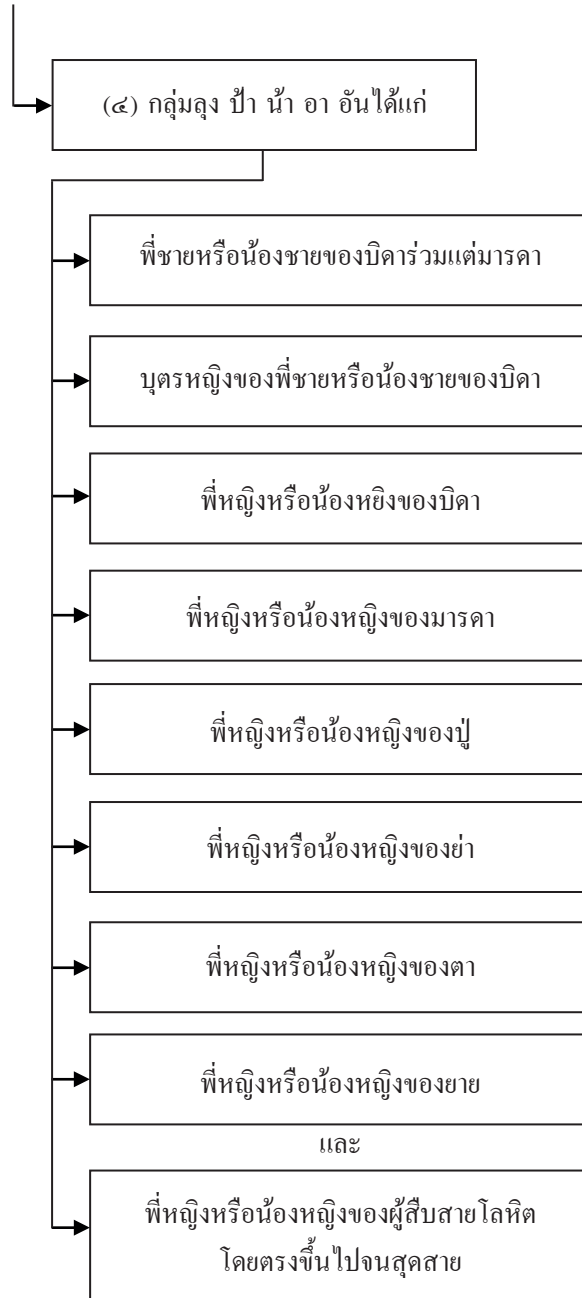 (๔) กลุ่มลุง ป้า น้า อา อันได้แก่
พี่ชายหรือน้องชายของบิดาร่วมแต่มารดา
บุตรหญิงของพี่ชายหรือน้องชายของบิดา
พี่หญิงหรือน้องหยิงของบิดา
พี่หญิงหรือน้องหญิงของมารดา
พี่หญิงหรือน้องหญิงของปู่
พี่หญิงหรือน้องหญิงของย่า
พี่หญิงหรือน้องหญิงของตา
พี่หญิงหรือน้องหญิงของยาย
และ
พี่หญิงหรือน้องหญิงของผู้สืบสายโลหิต
โดยตรงขึ้นไปจนสุดสาย